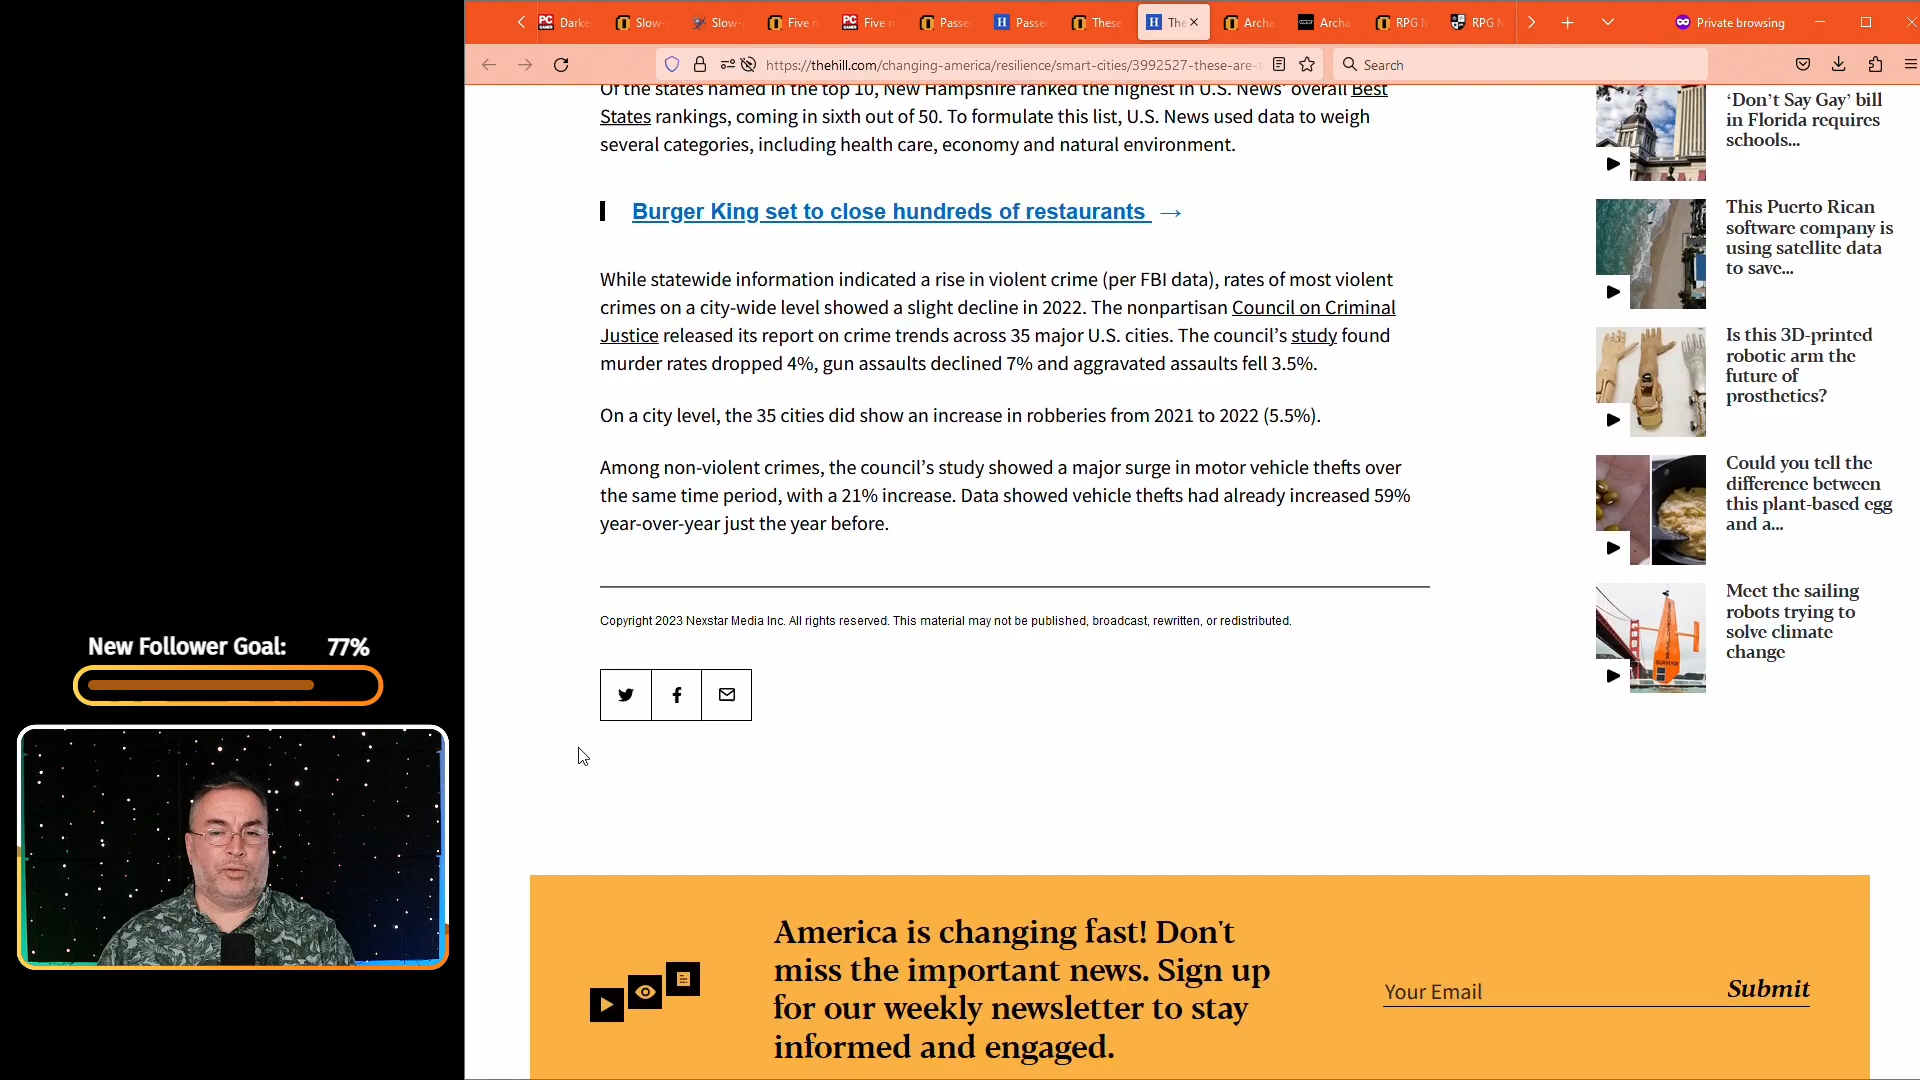 Darke
Slow-
Slow-
Five n
Five n
Passe
Passe
These
The
Archa
Archa
RPG M
RPG M
Private browsing
https://thehill.com/changing-america/resilience/smart-cities/3992527-these-are-
Search
Of the states named in the top 10, New Hampshire ranked the highest in U.S. News’ overall Best
States rankings, coming in sixth out of 50. To formulate this list, U.S. News used data to weigh
several categories, including health care, economy and natural environment.
Burger King set to close hundreds of restaurants →
While statewide information indicated a rise in violent crime (per FBI data), rates of most violent
crimes on a city-wide level showed a slight decline in 2022. The nonpartisan Council on Criminal
Justice released its report on crime trends across 35 major U.S. cities. The council’s study found
murder rates dropped 4%, gun assaults declined 7% and aggravated assaults fell 3.5%.
On a city level, the 35 cities did show an increase in robberies from 2021 to 2022 (5.5%).
Among non-violent crimes, the council’s study showed a major surge in motor vehicle thefts over
the same time period, with a 21% increase. Data showed vehicle thefts had already increased 59%
year-over-year just the year before.
Copyright 2023 Nexstar Media Inc. All rights reserved. This material may not be published, broadcast, rewritten, or redistributed.
‘Don’t Say Gay’ bill
in Florida requires
schools...
This Puerto Rican
software company is
using satellite data
to save...
Is this 3D-printed
robotic arm the
future of
prosthetics?
Could you tell the
difference between
this plant-based egg
and a...
Meet the sailing
robots trying to
solve climate
change
New Follower Goal: 77%
America is changing fast! Don't
miss the important news. Sign up
for our weekly newsletter to stay
informed and engaged.
Your Email
Submit